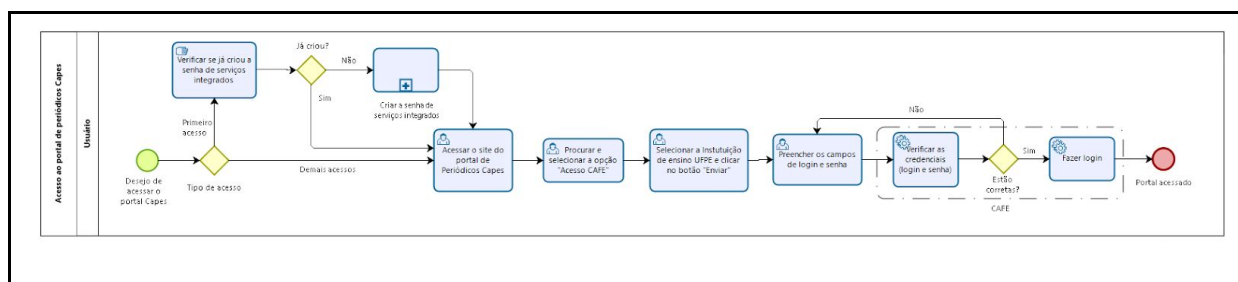 Acesso ao portal de periódicos Capes
Usuário
Desejo de
acessar o
portal Capes
Tipo de acesso
Primeiro
acesso
Verificar se já criou a
senha de serviços
integrados
Já criou?
Não
Sim
Criar a senha de
serviços integrados
Demais acessos
Acessar o site do
portal de
Periódicos Capes
Procurar e
selecionar a opção
"Acesso CAFE"
Selecionar a Instutuição
de ensino UFPE e clicar
no botão "Enviar"
Preencher os campos
de login e senha
Não
Verificar as
credenciais
(login e senha)
Estão
corretas?
Sim
Fazer login
CAFE
Portal acessado